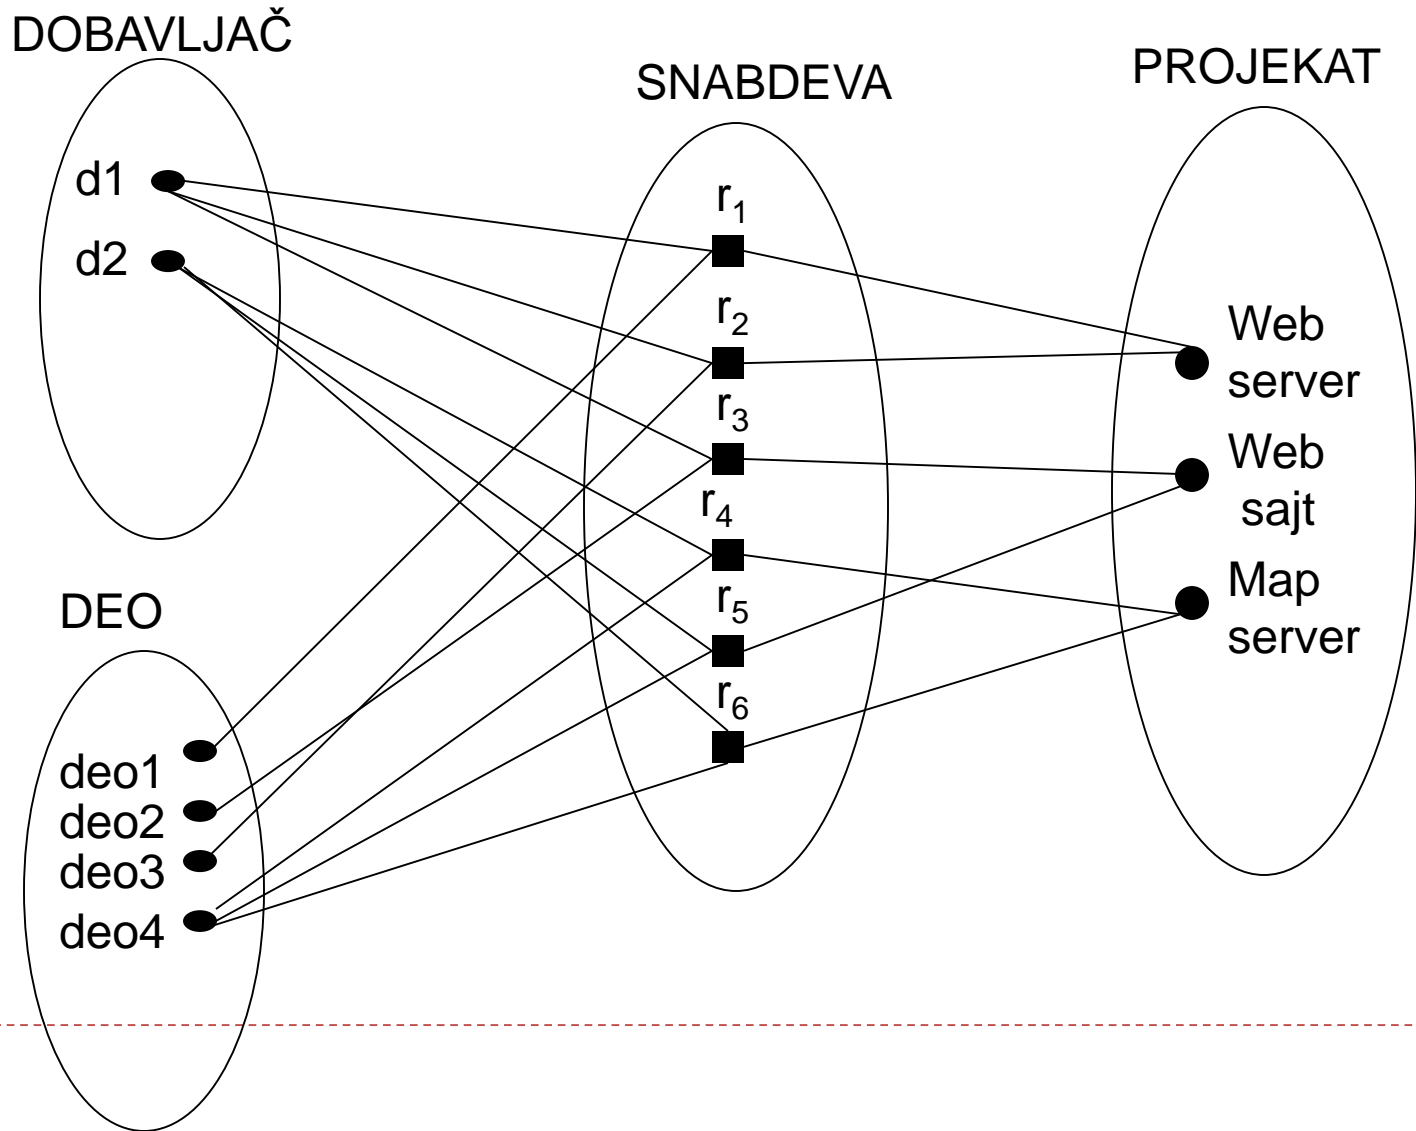 DOBAVLJAČ
d1
d2
DEO
deo1
deo2
deo3
deo4
SNABDEVA
r₁
r₂
r₃
r₄
r₅
r₆
PROJEKAT
Web
server
Web
sajt
Map
server